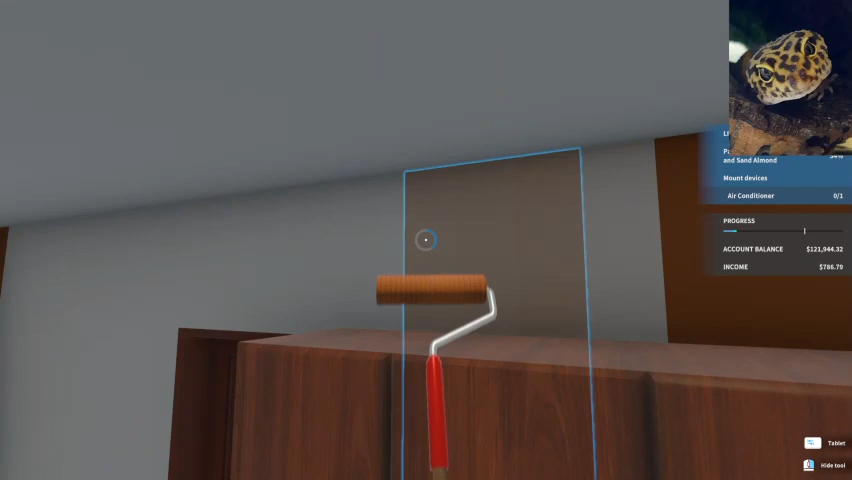 and Sand Almond
Mount devices
Air Conditioner 0/1
PROGRESS
ACCOUNT BALANCE $121,944.32
INCOME $786.79
Tablet
Hide tool